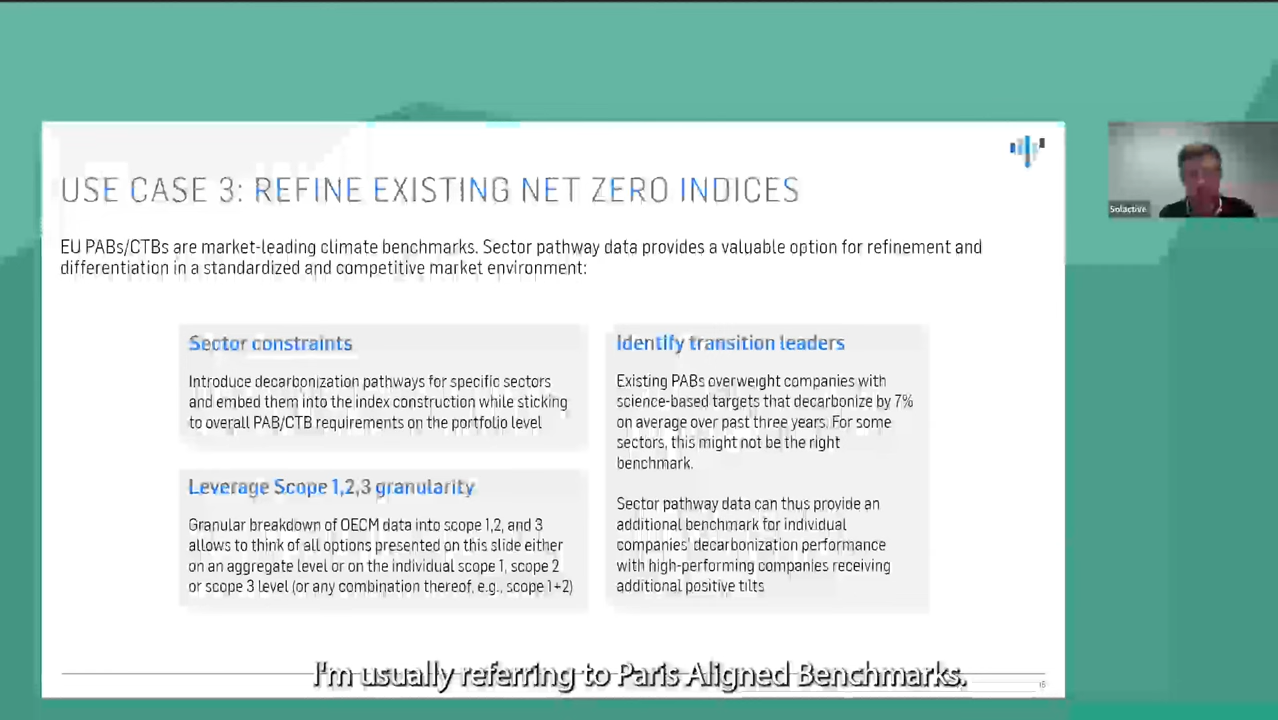 USE CASE 3: REFINE EXISTING NET ZERO INDICES
EU PABs/CTBs are market-leading climate benchmarks. Sector pathway data provides a valuable option for refinement and
differentiation in a standardized and competitive market environment:
Sector constraints
Introduce decarbonization pathways for specific sectors
and embed them into the index construction while sticking
to overall PAB/CTB requirements on the portfolio level
Leverage Scope 1,2,3 granularity
Granular breakdown of OECM data into scope 1,2, and 3
allows to think of all options presented on this slide either
on an aggregate level or on the individual scope 1, scope 2
or scope 3 level (or any combination thereof, e.g., scope 1+2)
Identify transition leaders
Existing PABs overweight companies with
science-based targets that decarbonize by 7%
on average over past three years. For some
sectors, this might not be the right
benchmark.
Sector pathway data can thus provide an
additional benchmark for individual
companies' decarbonization performance
with high-performing companies receiving
additional positive tilts
Solactive
I'm usually referring to Paris Aligned Benchmarks.